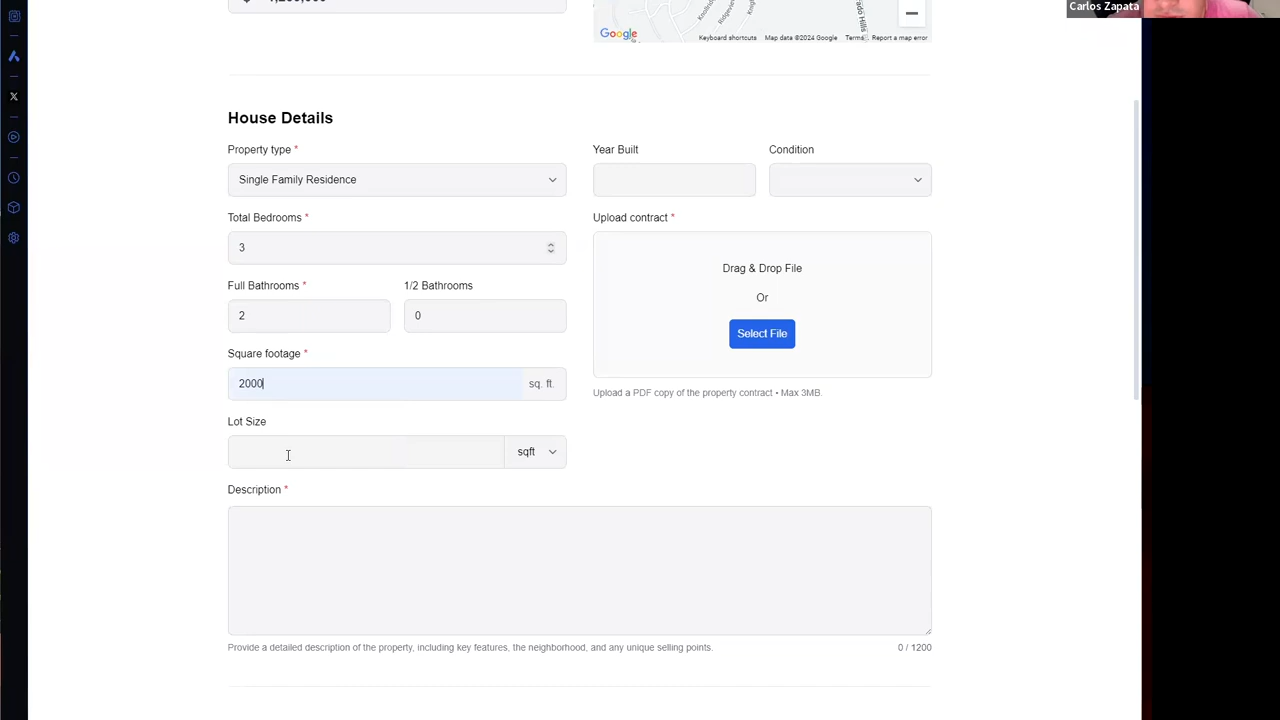 Carlos Zapata
Google
Keyboard shortcuts
Map data ©2024 Google
Terms
Report a map error
House Details
Property type *
Single Family Residence
Year Built
Condition
Total Bedrooms *
3
Upload contract *
Drag & Drop File
Or
Select File
Full Bathrooms *
2
1/2 Bathrooms
0
Square footage *
2000
sq. ft.
Upload a PDF copy of the property contract • Max 3MB.
Lot Size
sqft
Description *
Provide a detailed description of the property, including key features, the neighborhood, and any unique selling points.
0 / 1200